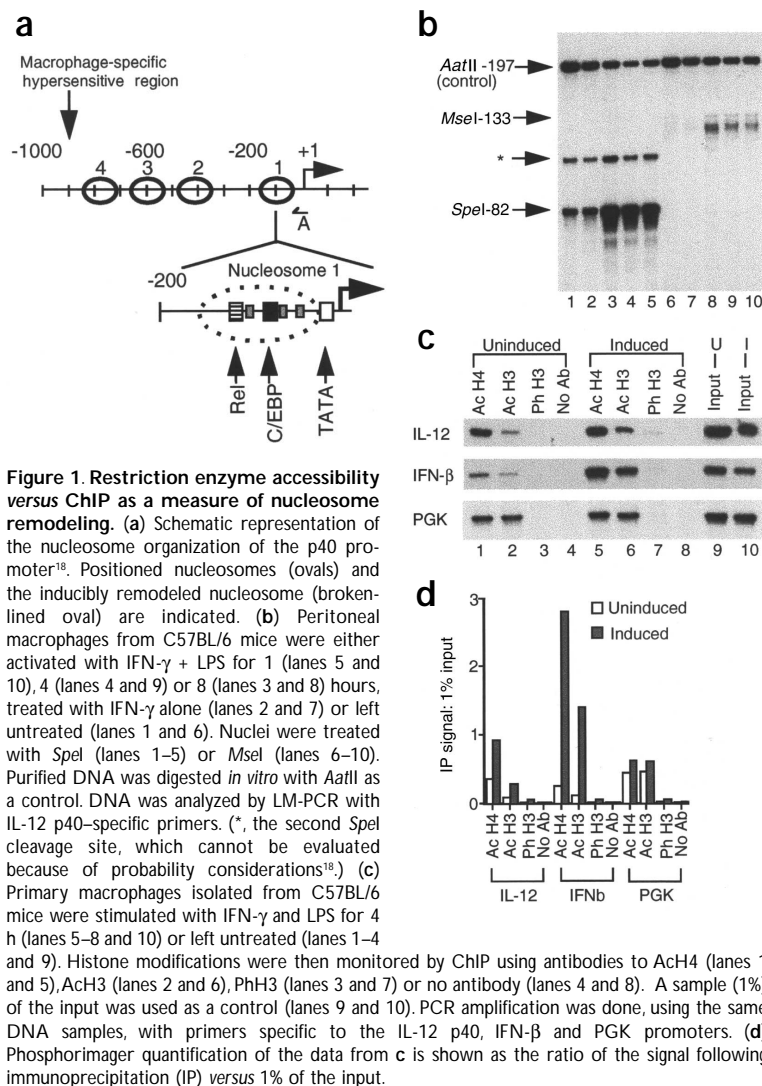 a
Macrophage-specific
hypersensitive region
-1000 -600 -200 +1
4 3 2 1
A
-200 Nucleosome 1
Rel C/EBP TATA
b
AatII -197
(control)
MseI-133
*
SpeI-82
1 2 3 4 5 6 7 8 9 10
c
Uninduced Induced
Ac H4 Ac H3 Ph H3 No Ab Ac H4 Ac H3 Ph H3 No Ab Input — U Input — I
IL-12
IFN-β
PGK
1 2 3 4 5 6 7 8 9 10
d
Uninduced
Induced
IP signal: 1% input
3
2
1
0
Ac H4 Ac H3 Ph H3 No Ab Ac H4 Ac H3 Ph H3 No Ab Ac H4 Ac H3 Ph H3 No Ab
IL-12 IFNb PGK
Figure 1. Restriction enzyme accessibility
versus ChIP as a measure of nucleosome
remodeling. (a) Schematic representation of
the nucleosome organization of the p40 pro-
moter18. Positioned nucleosomes (ovals) and
the inducibly remodeled nucleosome (broken-
lined oval) are indicated. (b) Peritoneal
macrophages from C57BL/6 mice were either
activated with IFN-γ + LPS for 1 (lanes 5 and
10), 4 (lanes 4 and 9) or 8 (lanes 3 and 8) hours,
treated with IFN-γ alone (lanes 2 and 7) or left
untreated (lanes 1 and 6). Nuclei were treated
with SpeI (lanes 1–5) or MseI (lanes 6–10).
Purified DNA was digested in vitro with AatII as
a control. DNA was analyzed by LM-PCR with
IL-12 p40–specific primers. (*, the second SpeI
cleavage site, which cannot be evaluated
because of probability considerations18.) (c)
Primary macrophages isolated from C57BL/6
mice were stimulated with IFN-γ and LPS for 4
h (lanes 5–8 and 10) or left untreated (lanes 1–4
and 9). Histone modifications were then monitored by ChIP using antibodies to AcH4 (lanes 1
and 5), AcH3 (lanes 2 and 6), PhH3 (lanes 3 and 7) or no antibody (lanes 4 and 8). A sample (1%)
of the input was used as a control (lanes 9 and 10). PCR amplification was done, using the same
DNA samples, with primers specific to the IL-12 p40, IFN-β and PGK promoters. (d)
Phosphorimager quantification of the data from c is shown as the ratio of the signal following
immunoprecipitation (IP) versus 1% of the input.